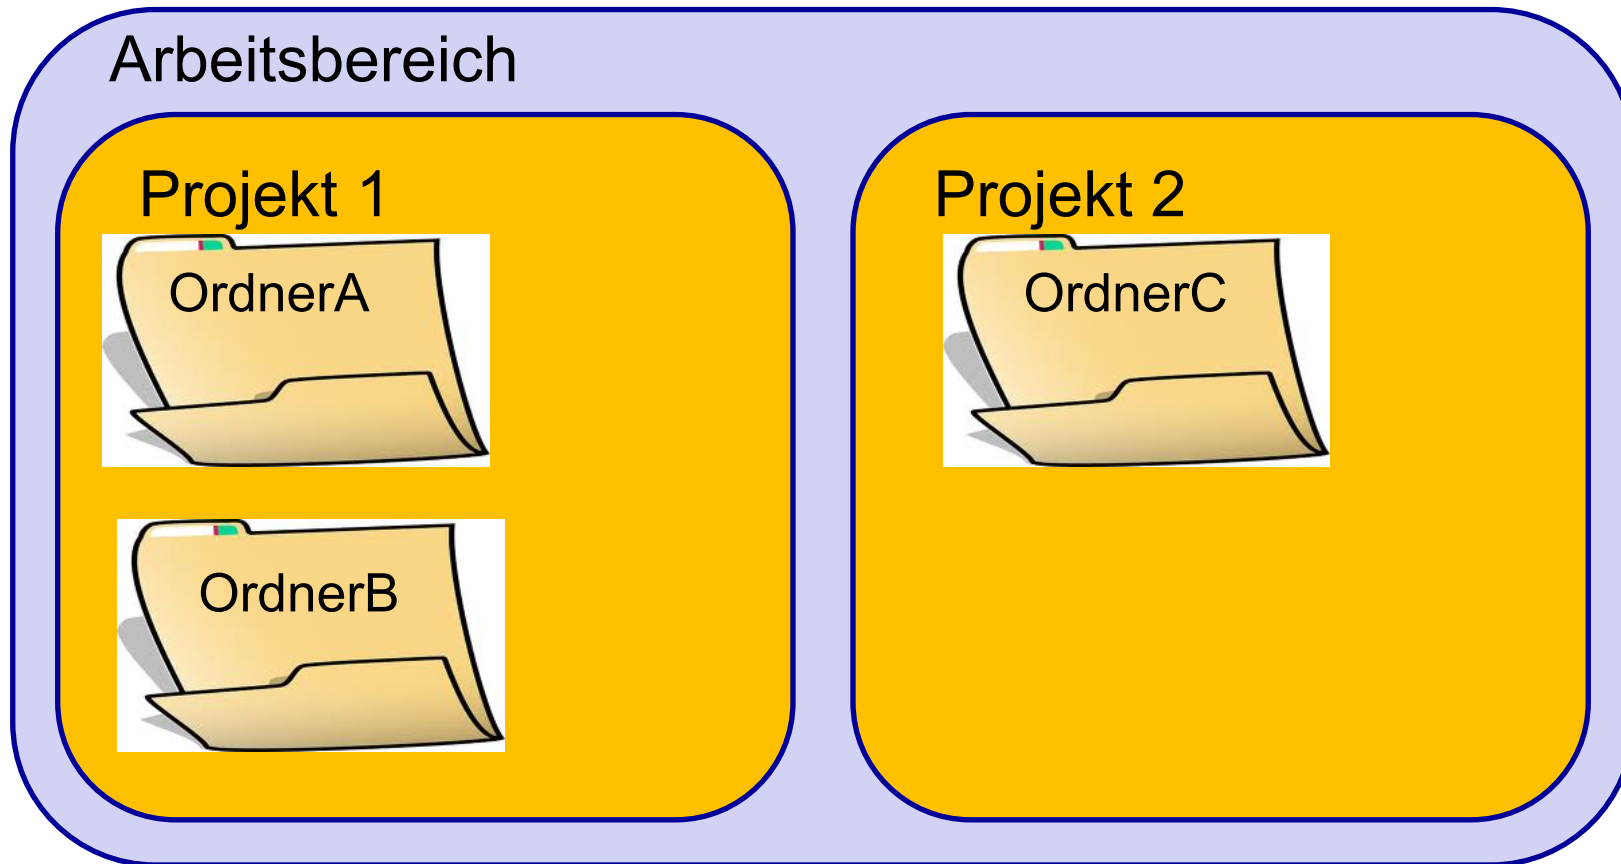 Arbeitsbereich
Projekt 1
OrdnerA
OrdnerB
Projekt 2
OrdnerC